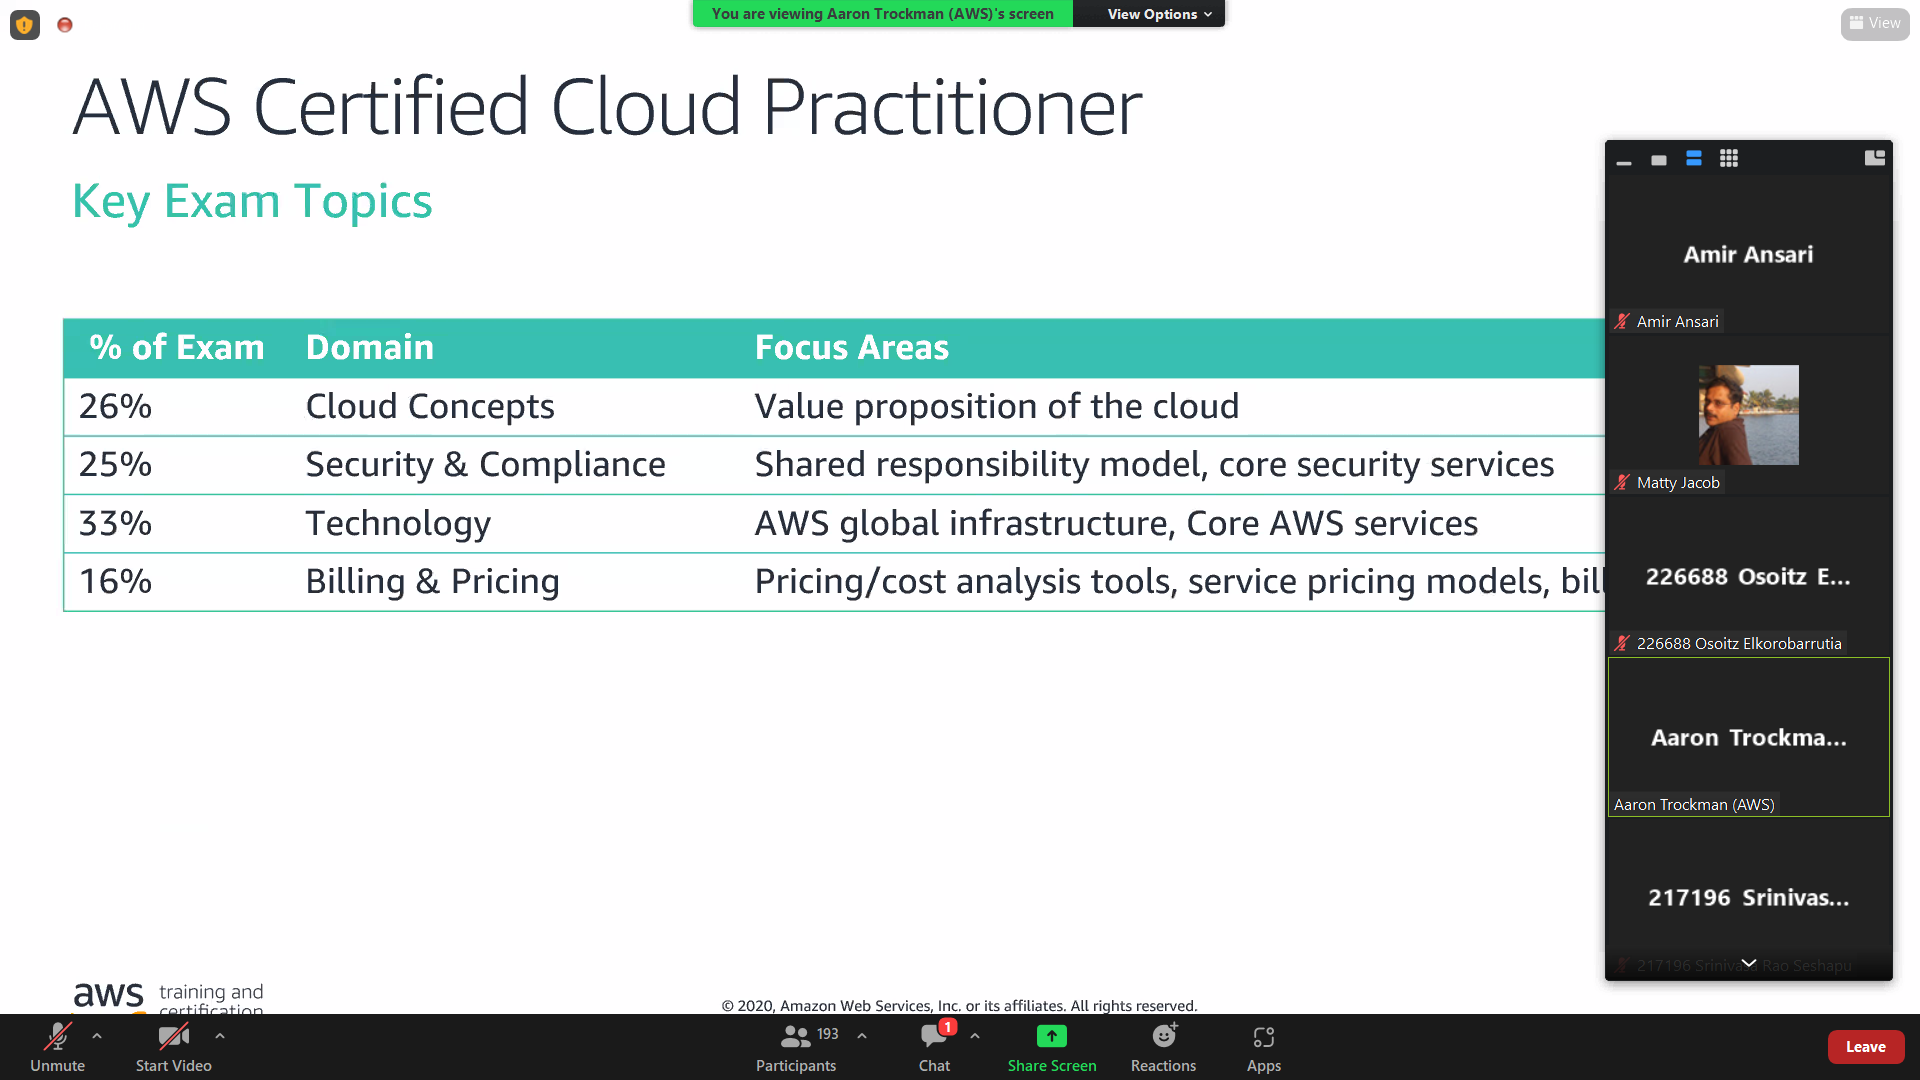 You are viewing Aaron Trockman (AWS)'s screen
View Options
View
AWS Certified Cloud Practitioner
Key Exam Topics
% of Exam Domain Focus Areas
26% Cloud Concepts Value proposition of the cloud
25% Security & Compliance Shared responsibility model, core security services
33% Technology AWS global infrastructure, Core AWS services
16% Billing & Pricing Pricing/cost analysis tools, service pricing models, bil
Amir Ansari
Amir Ansari
Matty Jacob
226688 Osoitz E...
226688 Osoitz Elkorobarrutia
Aaron Trockma...
Aaron Trockman (AWS)
217196 Srinivas...
217196 Srinivasa Rao Seshapu
aws training and
certification
© 2020, Amazon Web Services, Inc. or its affiliates. All rights reserved.
Unmute
Start Video
193
Participants
1
Chat
Share Screen
Reactions
Apps
Leave